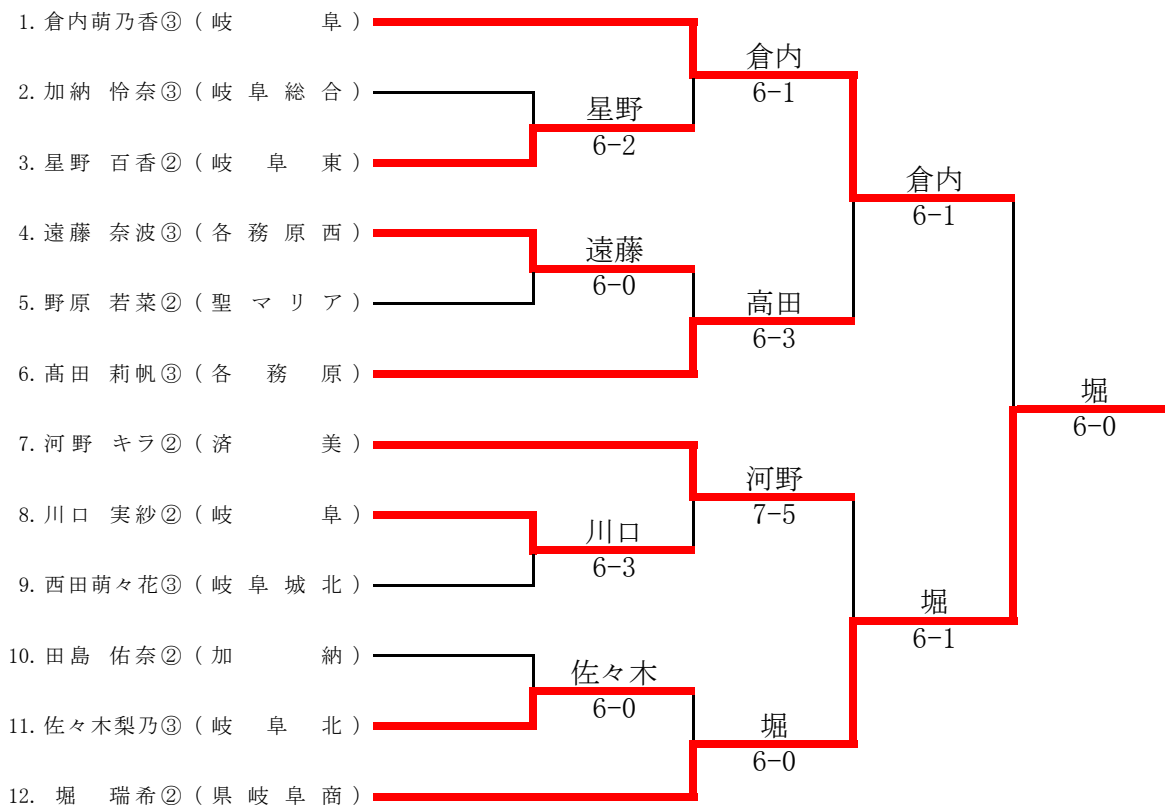 1. 倉内萌乃香③（岐阜）
倉内
6-1
2. 加納 怜奈③（岐阜総合）
星野
6-2
3. 星野 百香②（岐阜東）
倉内
6-1
4. 遠藤 奈波③（各務原西）
遠藤
6-0
5. 野原 若菜②（聖マリア）
高田
6-3
6. 髙田 莉帆③（各務原）
堀
6-0
7. 河野 キラ②（済美）
河野
7-5
8. 川口 実紗②（岐阜）
川口
6-3
9. 西田萌々花③（岐阜城北）
堀
6-1
10. 田島 佑奈②（加納）
佐々木
6-0
11. 佐々木梨乃③（岐阜北）
堀
6-0
12. 堀 瑞希②（県岐阜商）